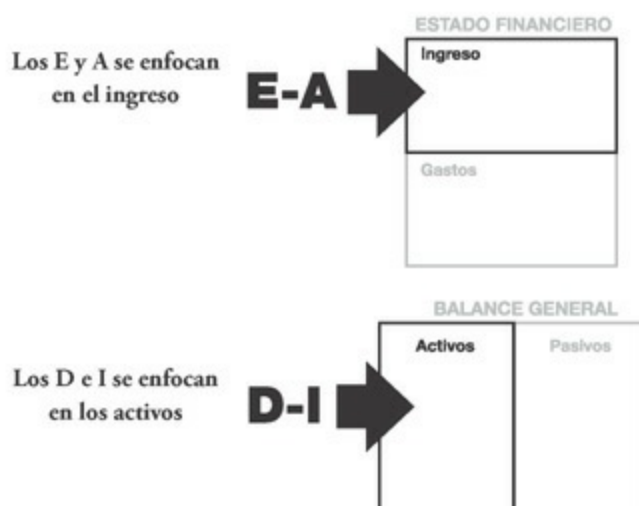 ESTADO FINANCIERO
Los E y A se enfocan
en el ingreso
E-A
Ingreso
Gastos
BALANCE GENERAL
Los D e I se enfocan
en los activos
D-I
Activos
Pasivos